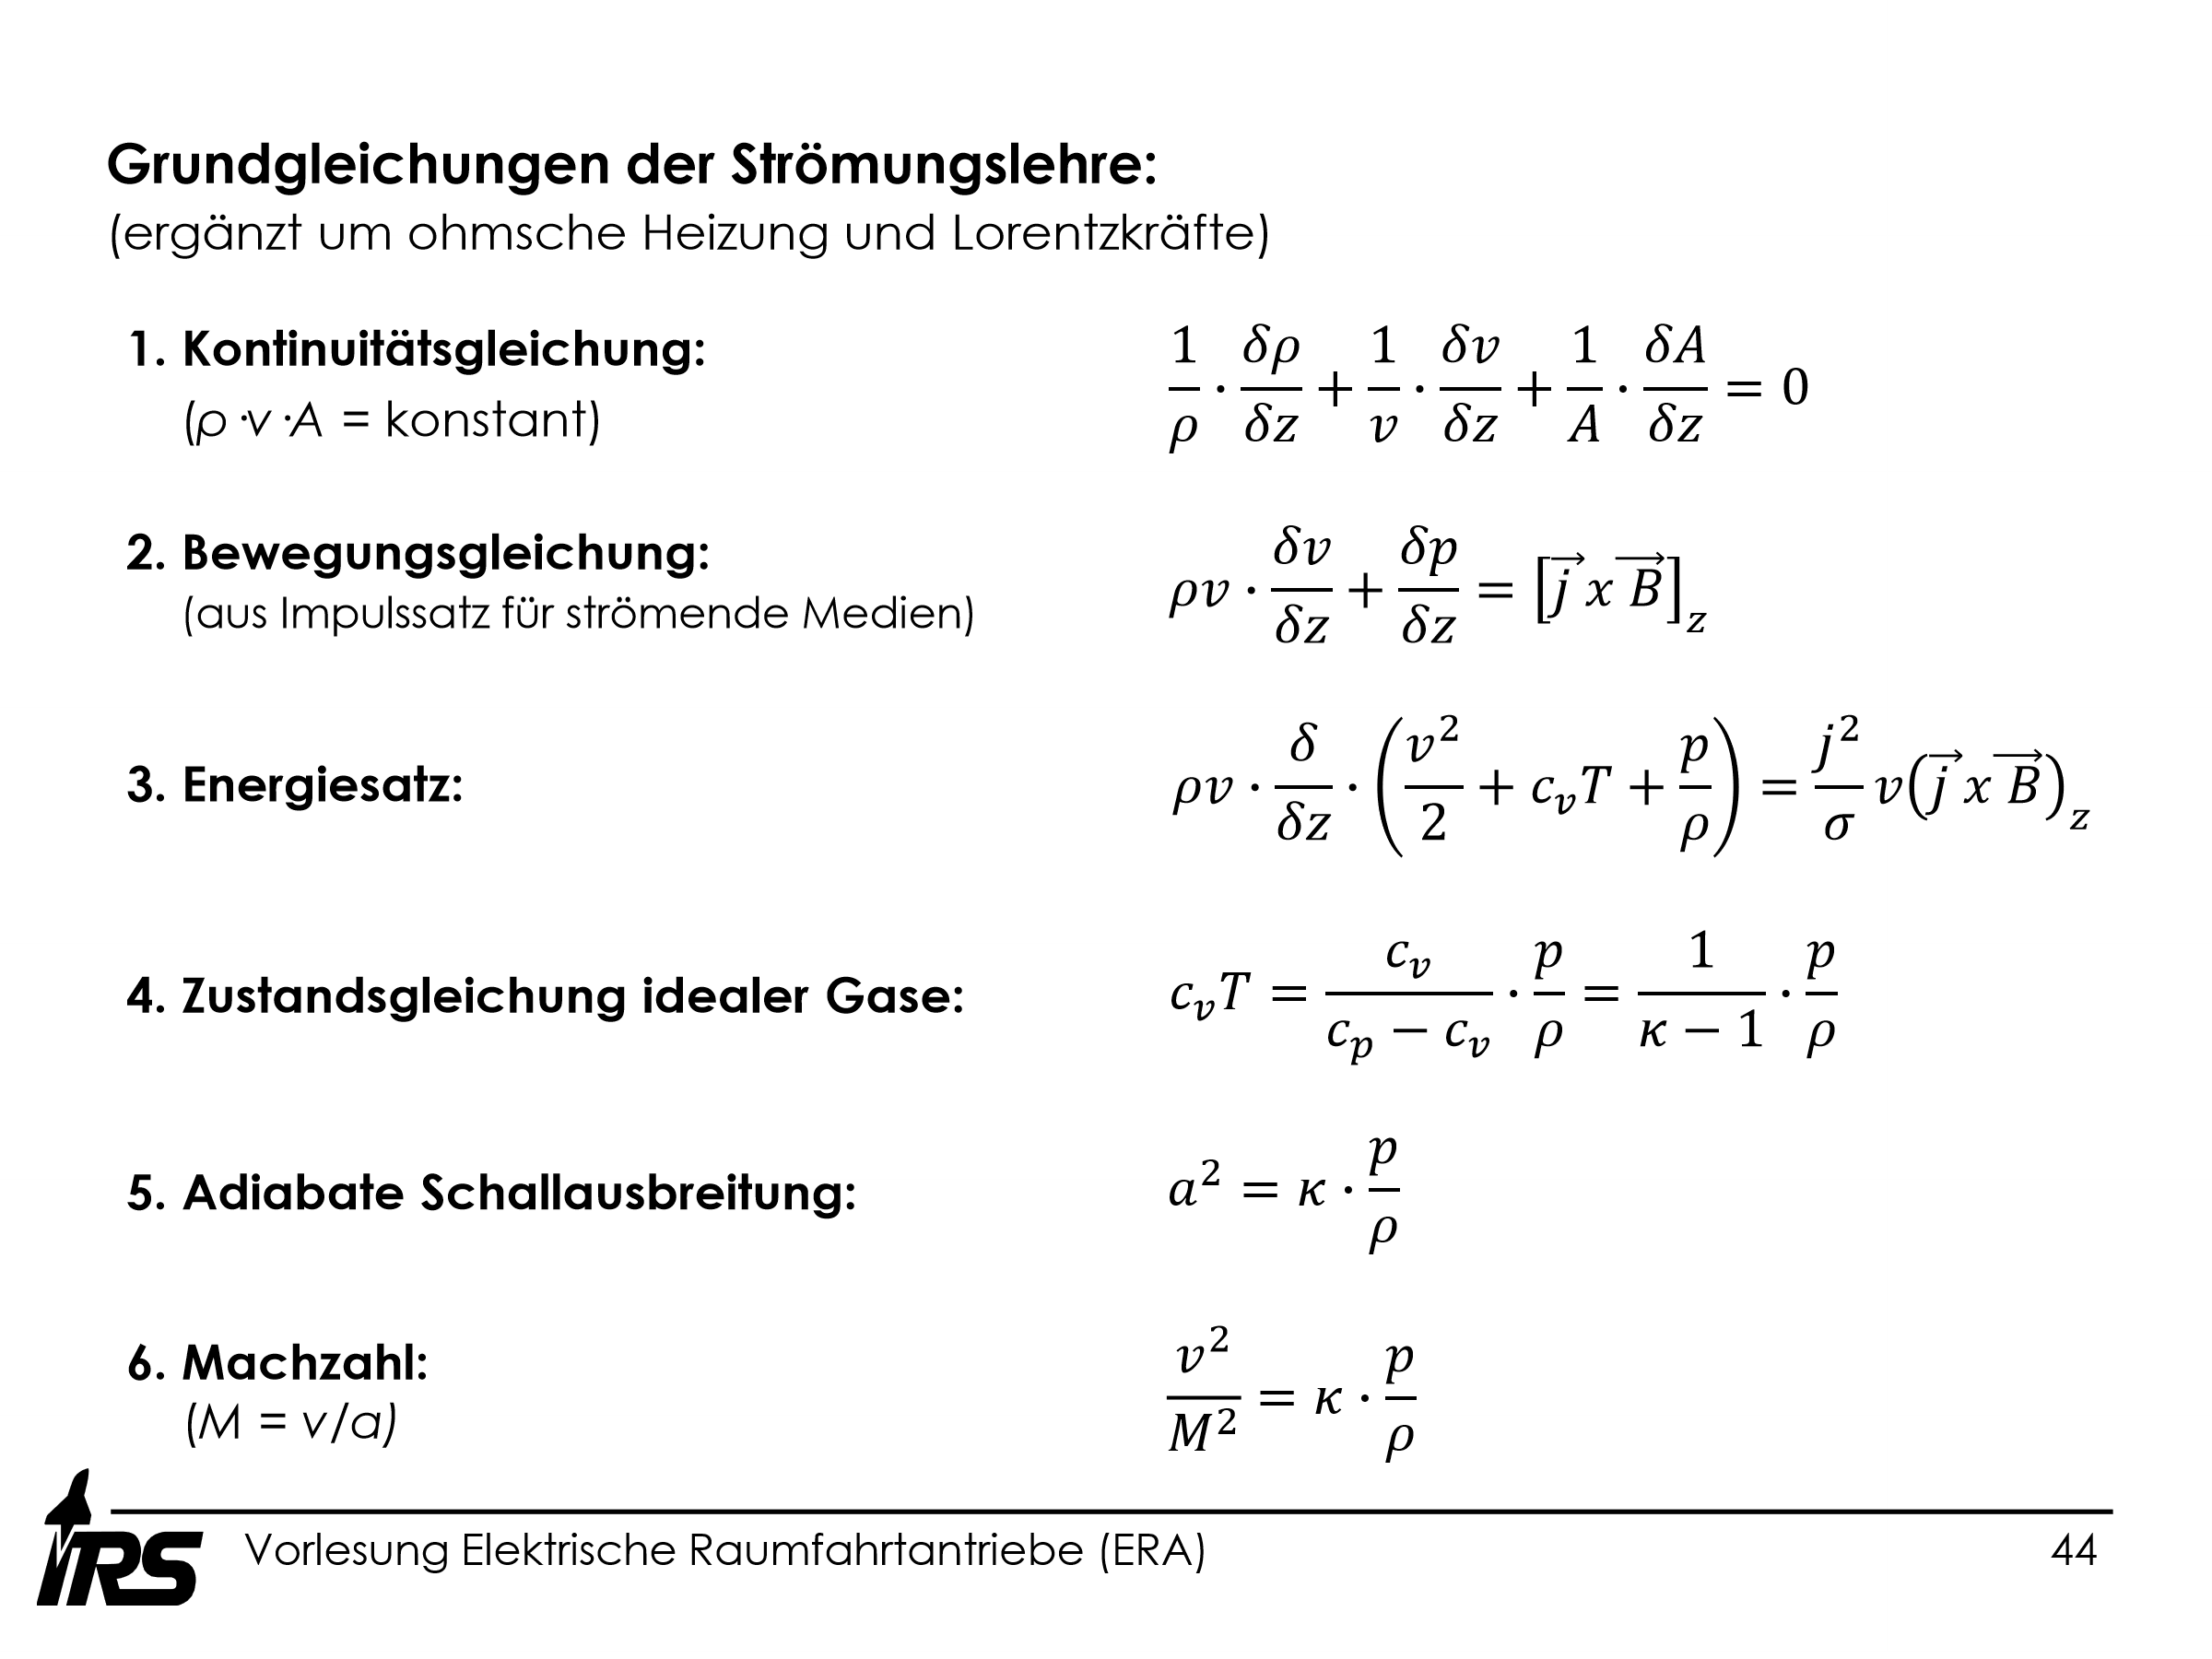 Grundgleichungen der Strömungslehre:
(ergänzt um ohmsche Heizung und Lorentzkräfte)
1. Kontinuitätsgleichung:
(ρ ·v ·A = konstant)
$\frac{1}{\rho} \cdot \frac{\delta\rho}{\delta z} + \frac{1}{v} \cdot \frac{\delta v}{\delta z} + \frac{1}{A} \cdot \frac{\delta A}{\delta z} = 0$
2. Bewegungsgleichung:
(aus Impulssatz für strömende Medien)
$\rho v \cdot \frac{\delta v}{\delta z} + \frac{\delta p}{\delta z} = \left[\overrightarrow{j} x \overrightarrow{B}\right]_z$
3. Energiesatz:
$\rho v \cdot \frac{\delta}{\delta z} \cdot \left(\frac{v^2}{2} + c_v T + \frac{p}{\rho}\right) = \frac{j^2}{\sigma} v \left(\overrightarrow{j} x \overrightarrow{B}\right)_z$
4. Zustandsgleichung idealer Gase:
$c_v T = \frac{c_v}{c_p - c_v} \cdot \frac{p}{\rho} = \frac{1}{\kappa - 1} \cdot \frac{p}{\rho}$
5. Adiabate Schallausbreitung:
$a^2 = \kappa \cdot \frac{p}{\rho}$
6. Machzahl:
(M = v/a)
$\frac{v^2}{M^2} = \kappa \cdot \frac{p}{\rho}$
IRS
Vorlesung Elektrische Raumfahrtantriebe (ERA)
44